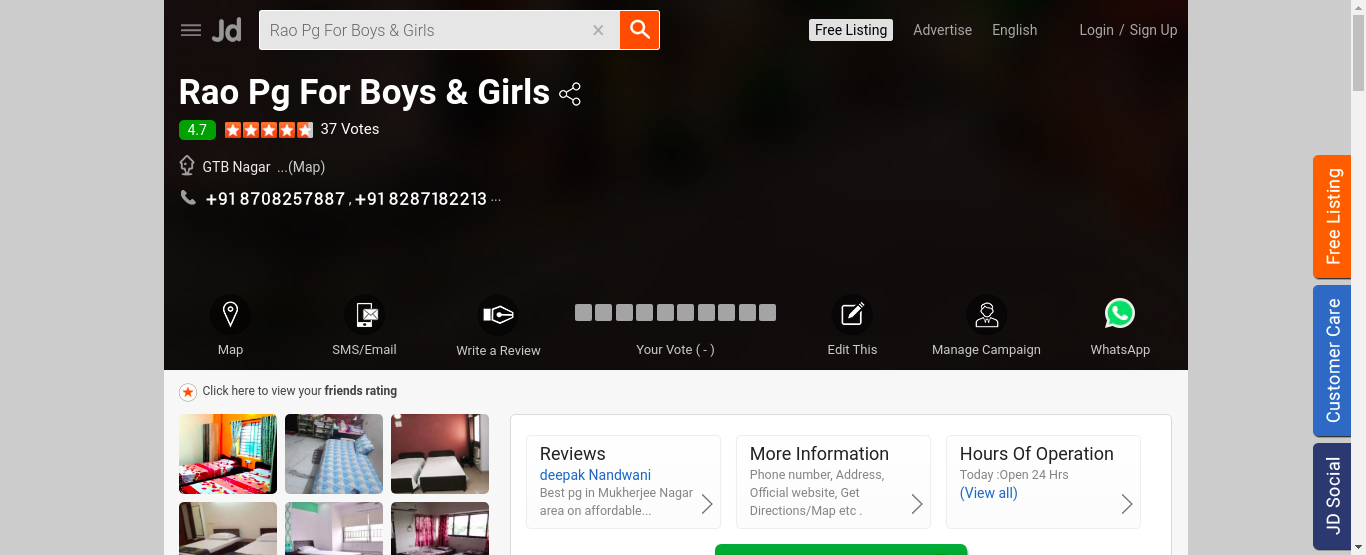 Jd
Rao Pg For Boys & Girls ×
Free Listing Advertise English Login / Sign Up
Rao Pg For Boys & Girls
4.7 37 Votes
GTB Nagar ...(Map)
+91 8708257887 , +91 8287182213 ...
Map SMS/Email Write a Review Your Vote ( - ) Edit This Manage Campaign WhatsApp
Click here to view your friends rating
Reviews
deepak Nandwani
Best pg in Mukherjee Nagar
area on affordable...
More Information
Phone number, Address,
Official website, Get
Directions/Map etc .
Hours Of Operation
Today :Open 24 Hrs
(View all)
Free Listing
Customer Care
JD Social